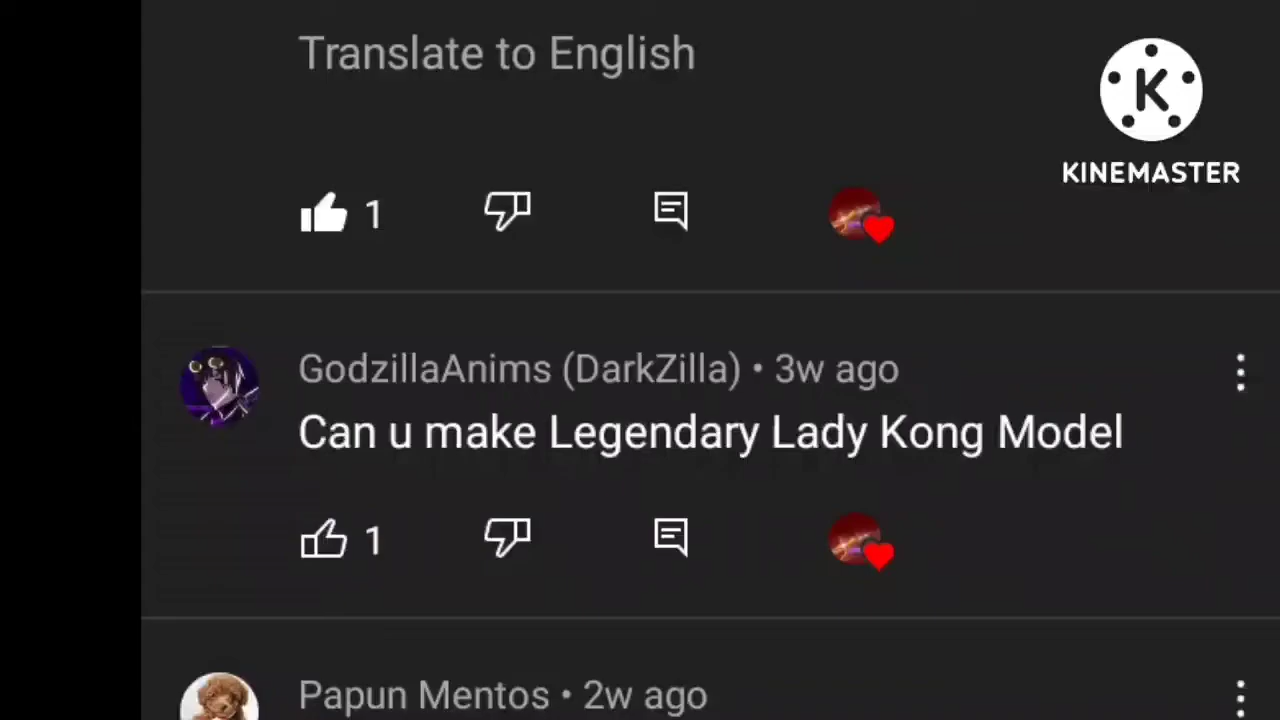 Translate to English
K
KINEMASTER
1
GodzillaAnims (DarkZilla) • 3w ago
Can u make Legendary Lady Kong Model
1
Papun Mentos • 2w ago